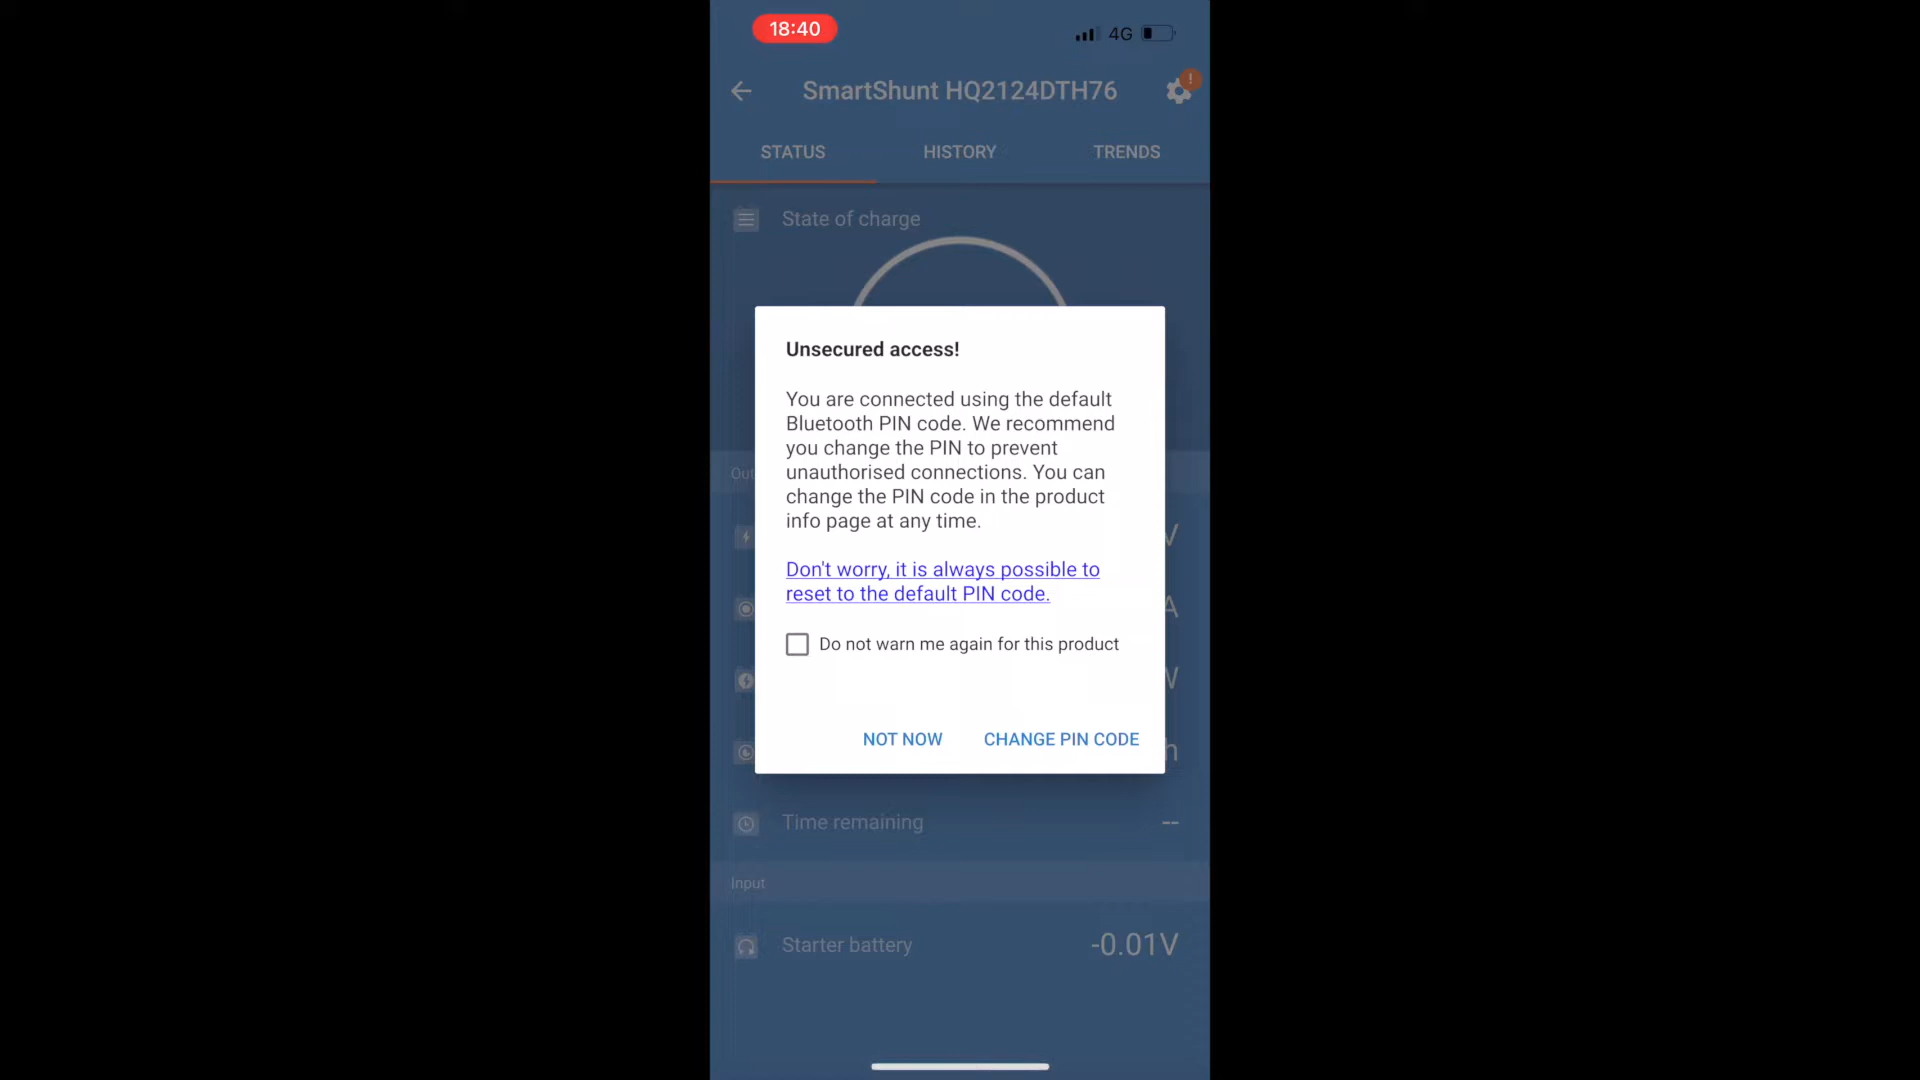 18:40
4G
SmartShunt HQ2124DTH76
!
STATUS
HISTORY
TRENDS
State of charge
Unsecured access!
You are connected using the default
Bluetooth PIN code. We recommend
you change the PIN to prevent
unauthorised connections. You can
change the PIN code in the product
info page at any time.
Don't worry, it is always possible to
reset to the default PIN code.
Do not warn me again for this product
NOT NOW
CHANGE PIN CODE
Out
V
A
W
h
Time remaining
--
Input
Starter battery
-0.01V